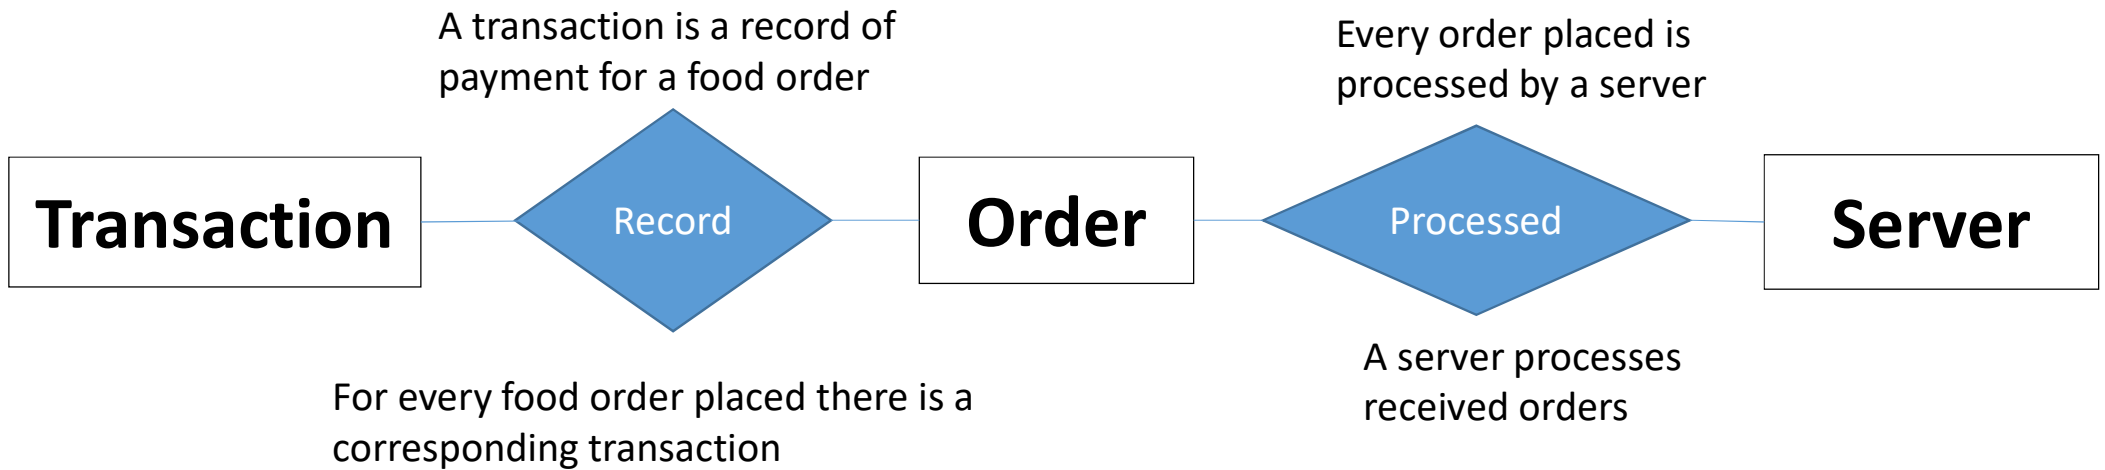 A transaction is a record of
payment for a food order
Every order placed is
processed by a server
Transaction
Record
Order
Processed
Server
For every food order placed there is a
corresponding transaction
A server processes
received orders